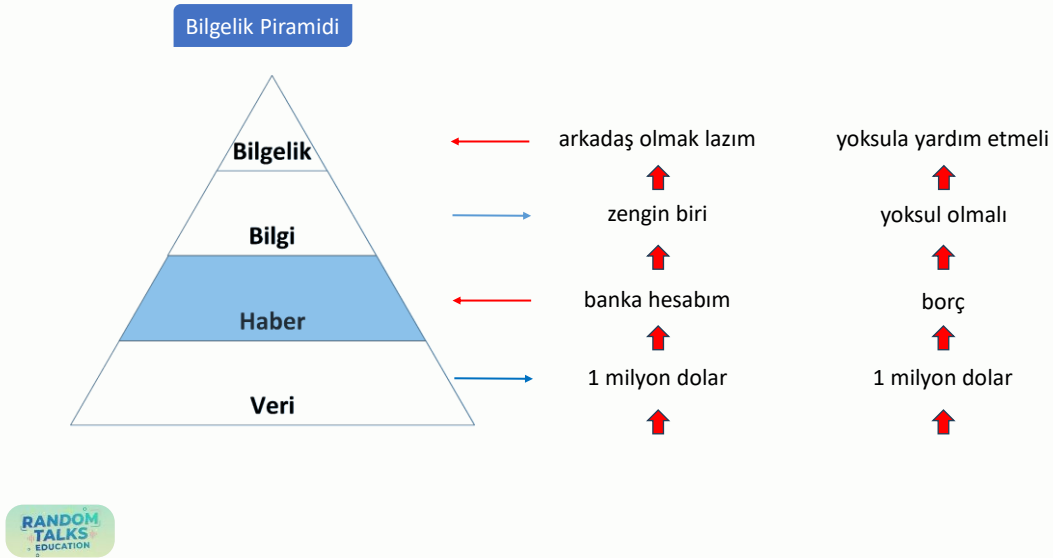 Bilgelik Piramidi
Bilgelik
arkadaş olmak lazım
yoksula yardım etmeli
Bilgi
zengin biri
yoksul olmalı
Haber
banka hesabım
borç
Veri
1 milyon dolar
1 milyon dolar
RANDOM
TALKS
EDUCATION